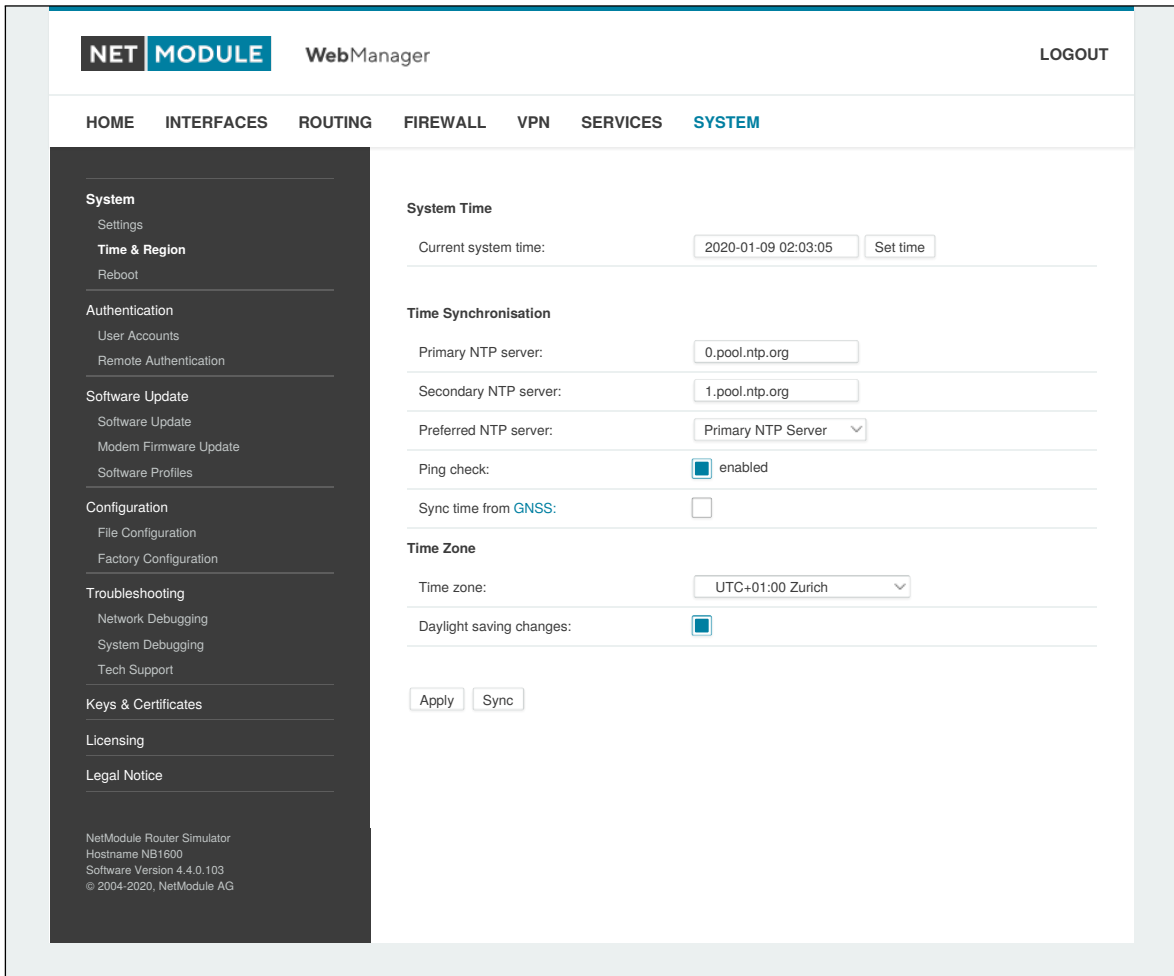 NET MODULE WebManager LOGOUT
HOME INTERFACES ROUTING FIREWALL VPN SERVICES SYSTEM
System
Settings
Time & Region
Reboot
Authentication
User Accounts
Remote Authentication
Software Update
Software Update
Modem Firmware Update
Software Profiles
Configuration
File Configuration
Factory Configuration
Troubleshooting
Network Debugging
System Debugging
Tech Support
Keys & Certificates
Licensing
Legal Notice
NetModule Router Simulator
Hostname NB1600
Software Version 4.4.0.103
© 2004-2020, NetModule AG
System Time
Current system time: 2020-01-09 02:03:05 Set time
Time Synchronisation
Primary NTP server: 0.pool.ntp.org
Secondary NTP server: 1.pool.ntp.org
Preferred NTP server: Primary NTP Server
Ping check: enabled
Sync time from GNSS:
Time Zone
Time zone: UTC+01:00 Zurich
Daylight saving changes:
Apply Sync